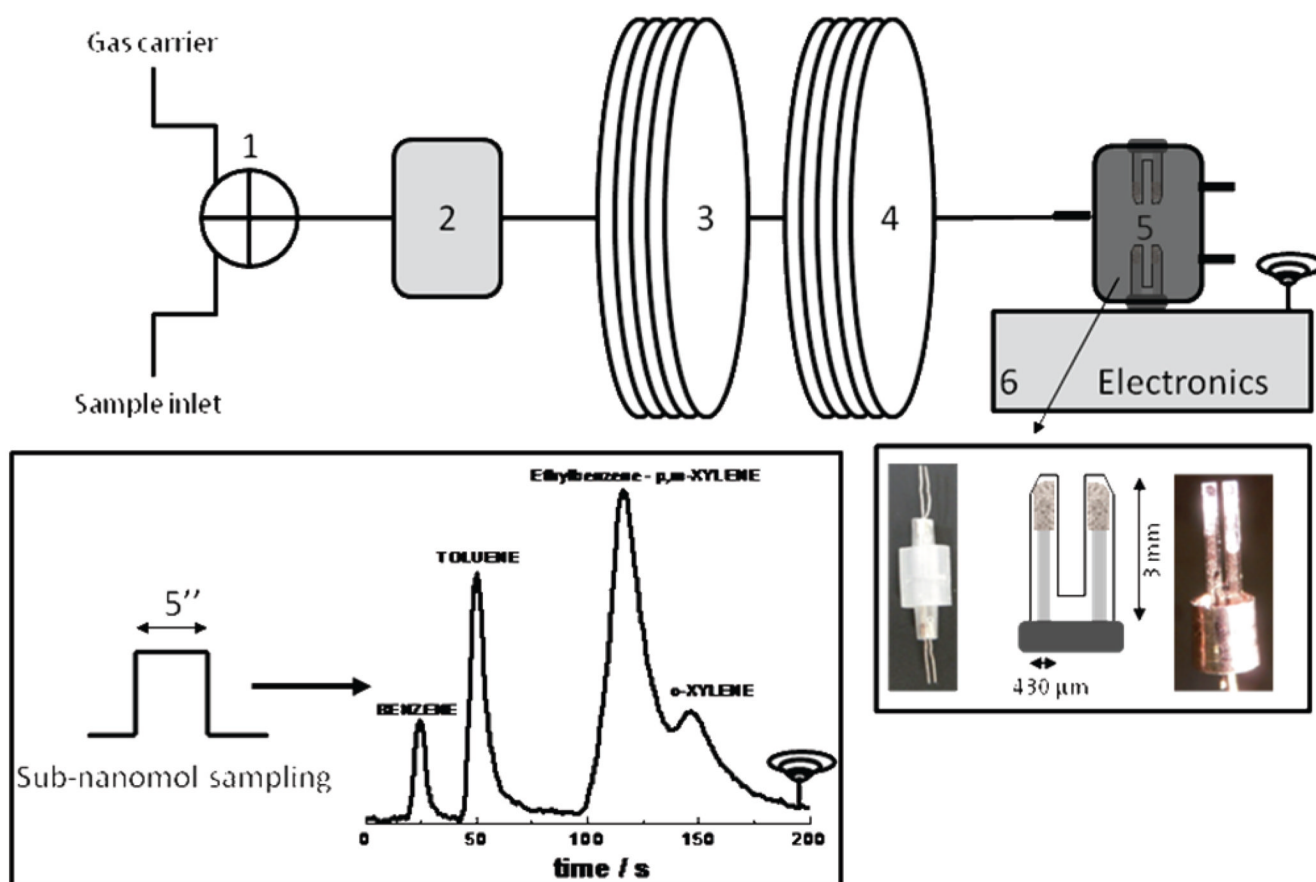 Gas carrier
1
2
3
4
5
Sample inlet
6
Electronics
5’’
Sub-nanomol sampling
BENZENE
TOLUENE
Ethylbenzene - p,m-XYLENE
o-XYLENE
0
50
100
150
200
time / s
3 mm
430 µm